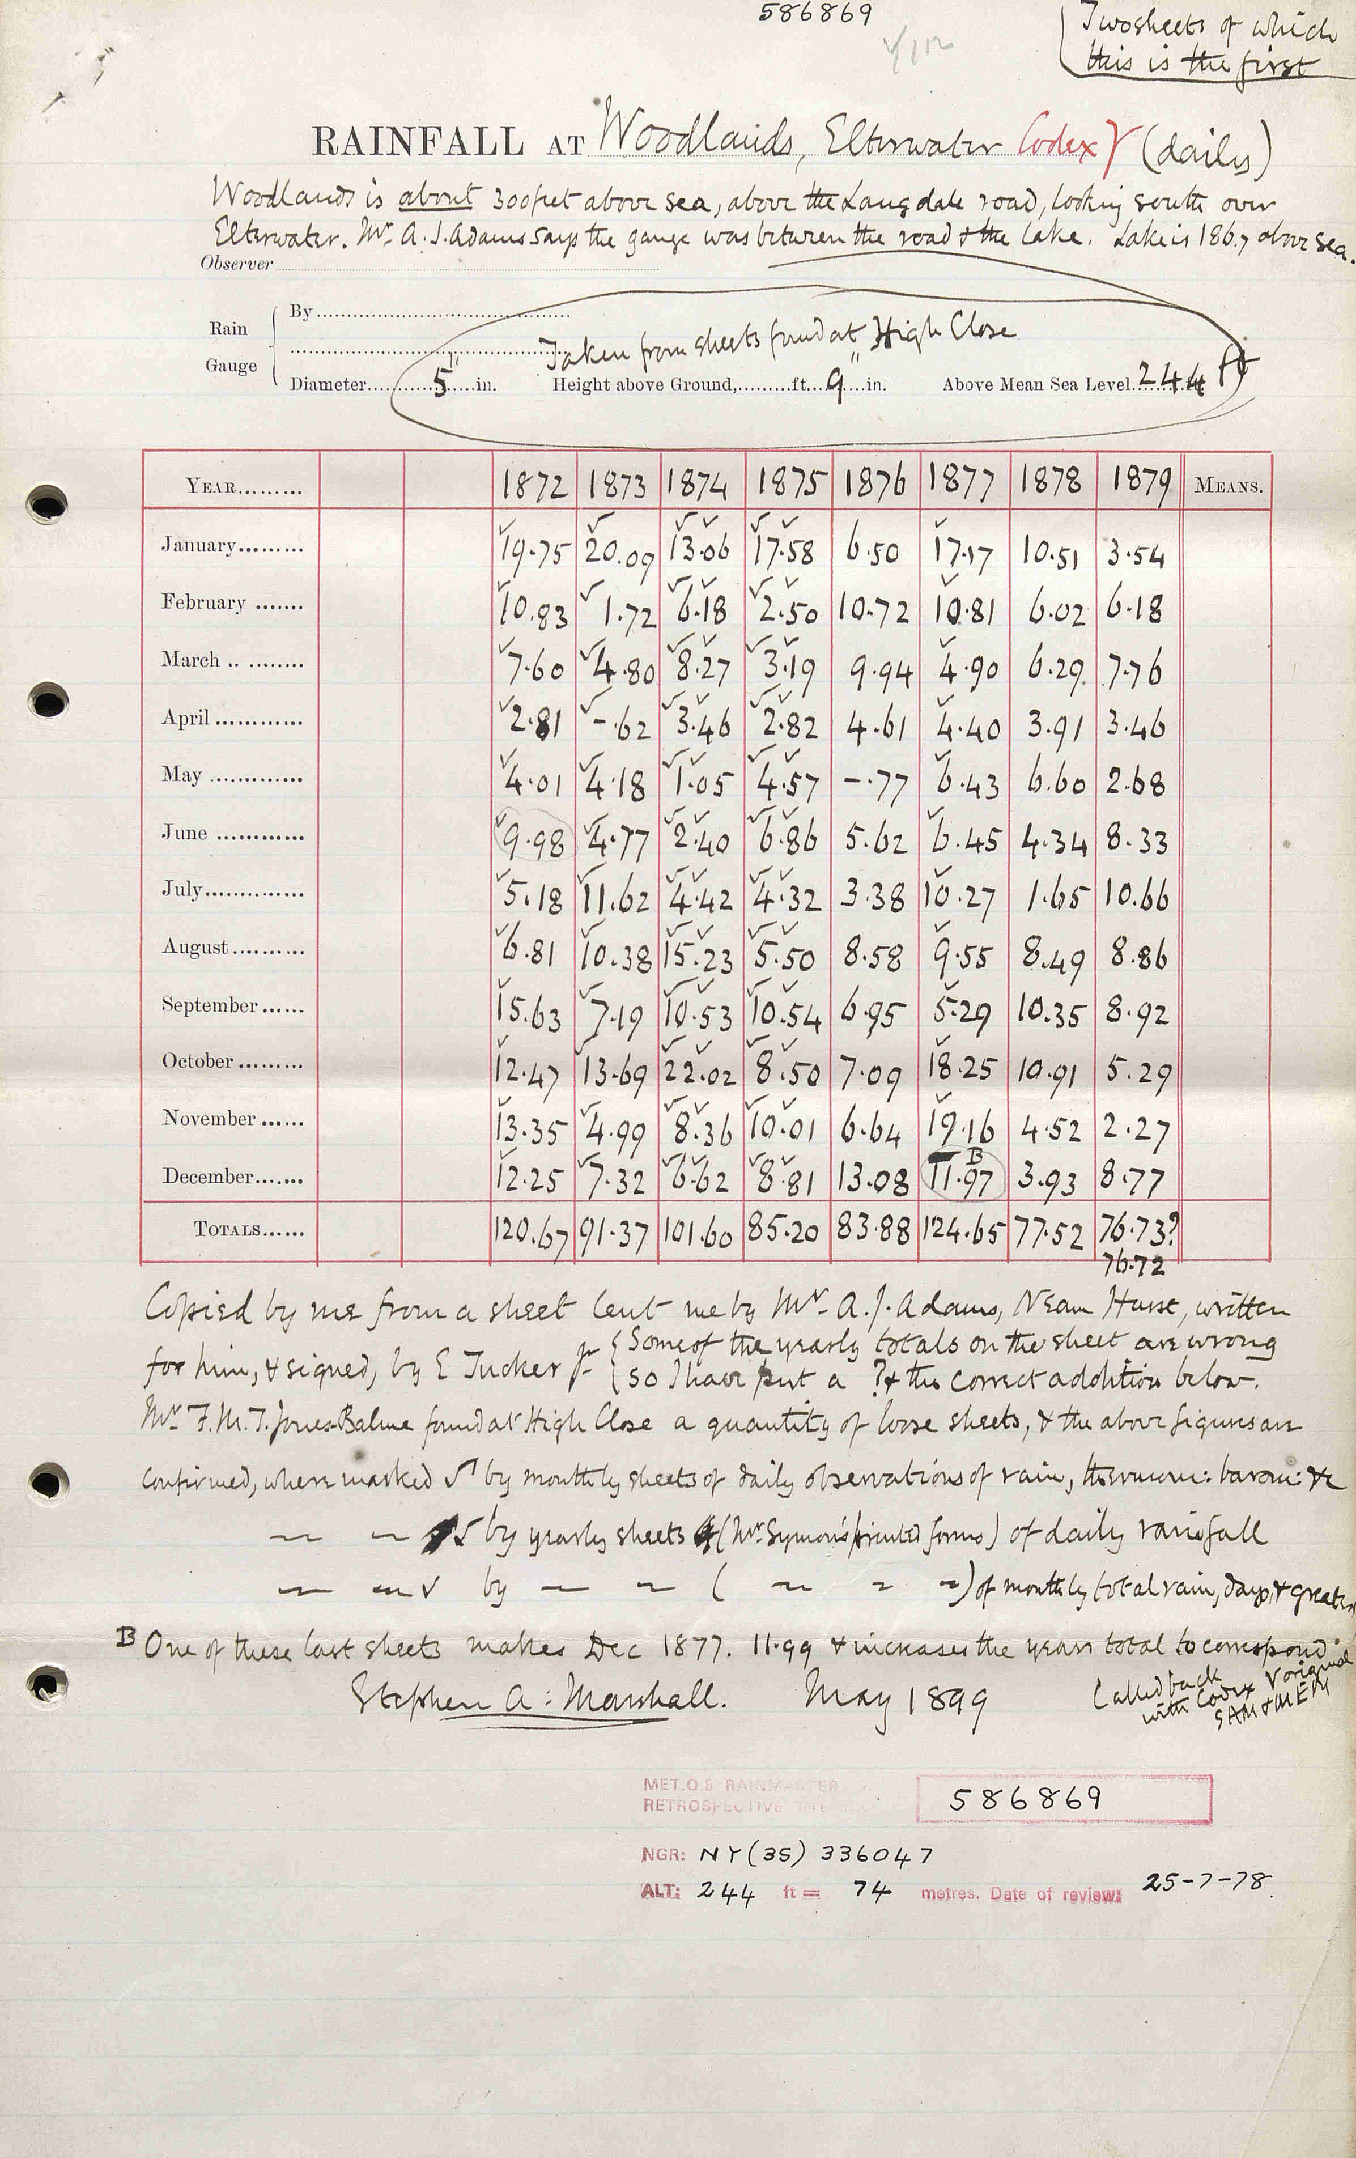 586869
Two sheets of which
this is the first
RAINFALL AT Woodlands, Elterwater Codex γ (daily)
Woodlands is about 300 feet above sea, above the Langdale road, looking south over
Elterwater. Mr. A. J. Adams says the gauge was between the road & the lake. Lake is 186.7 above sea.
Observer
Rain Gauge
By
Taken from sheets found at High Close
Diameter 5" in. Height above Ground, ft. 9" in. Above Mean Sea Level 244 ft
YEAR 1872 1873 1874 1875 1876 1877 1878 1879 MEANS.
January 19.75 20.09 13.06 17.58 6.50 17.17 10.51 3.54
February 10.83 1.72 6.18 2.50 10.72 10.81 6.02 6.18
March 7.60 4.80 8.27 3.19 9.94 4.90 6.29 7.76
April 2.81 -.62 3.46 2.82 4.61 4.40 3.91 3.46
May 4.01 4.18 1.05 4.57 -.77 6.43 6.60 2.68
June 9.98 4.77 2.40 6.86 5.62 6.45 4.34 8.33
July 5.18 11.62 4.42 4.32 3.38 10.27 1.65 10.66
August 6.81 10.38 15.23 5.50 8.58 9.55 8.49 8.86
September 15.63 7.19 10.53 10.54 6.95 5.29 10.35 8.92
October 12.47 13.69 22.02 8.50 7.09 18.25 10.91 5.29
November 13.35 4.99 8.36 10.01 6.64 19.16 4.52 2.27
December 12.25 7.32 6.62 8.81 13.08 11.97 B 3.93 8.77
TOTALS 120.67 91.37 101.60 85.20 83.88 124.65 77.52 76.73?
76.72
Copied by me from a sheet lent me by Mr. A. J. Adams, Neam Hurst, written
for him, & signed, by E Tucker jr { Some of the yearly totals on the sheet are wrong
so I have put a ? & the correct addition below.
Mr. F. M. T. Jones-Balme found at High Close a quantity of loose sheets, & the above figures are
confirmed, where marked ✓ by monthly sheets of daily observations of rain, thermom: barom: &c
— — ✓ by yearly sheets (Mr. Symons' printed forms) of daily rainfall
— — ✓ by — — ( — — —) of monthly total rain, days, & greatest
B One of these last sheets makes Dec 1877. 11.99 & increases the years total to correspond
Stephen A: Marshall. May 1899
Called back
with Codex γ original
SAM & MEM
MET.O.8 RAINMASTER
RETROSPECTIVE
586869
NGR: NY (35) 336047
ALT: 244 ft = 74 metres. Date of review: 25-7-78.